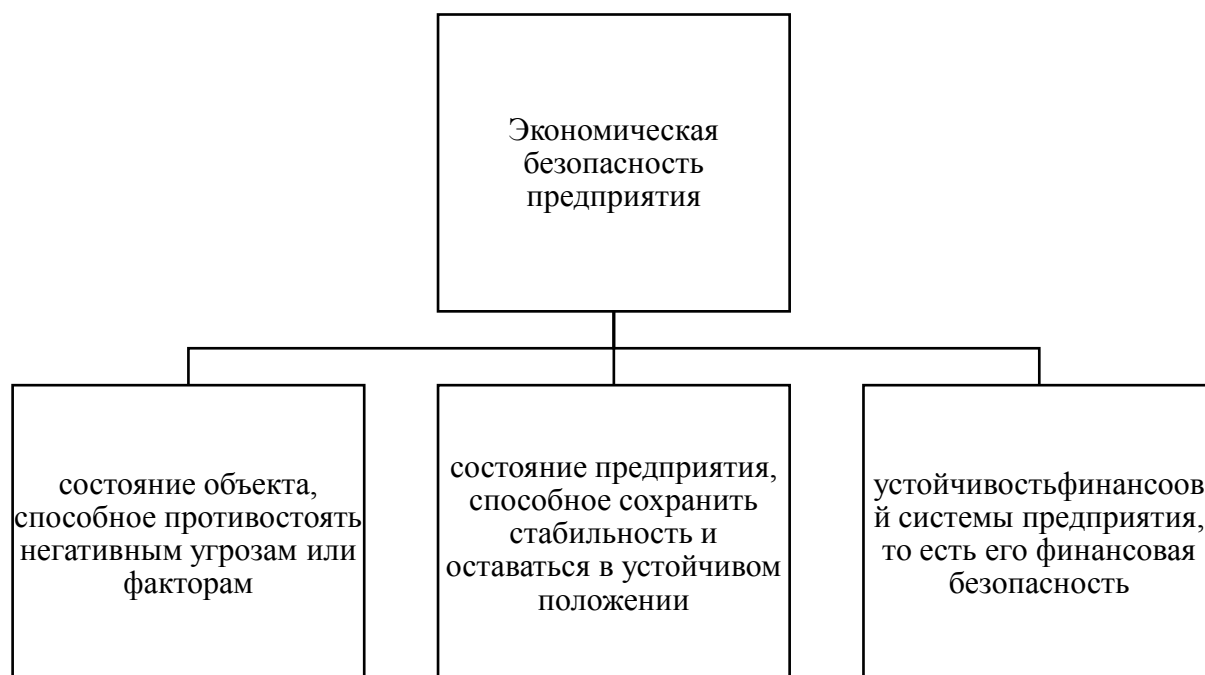 Экономическая
безопасность
предприятия
состояние объекта,
способное противостоять
негативным угрозам или
факторам
состояние предприятия,
способное сохранить
стабильность и
оставаться в устойчивом
положении
устойчивостьфинансоов
й системы предприятия,
то есть его финансовая
безопасность